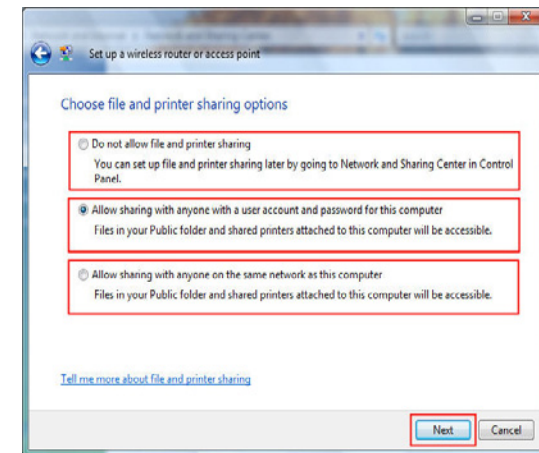 Set up a wireless router or access point
Choose file and printer sharing options
Do not allow file and printer sharing
You can set up file and printer sharing later by going to Network and Sharing Center in Control
Panel.
Allow sharing with anyone with a user account and password for this computer
Files in your Public folder and shared printers attached to this computer will be accessible.
Allow sharing with anyone on the same network as this computer
Files in your Public folder and shared printers attached to this computer will be accessible.
Tell me more about file and printer sharing
Next
Cancel